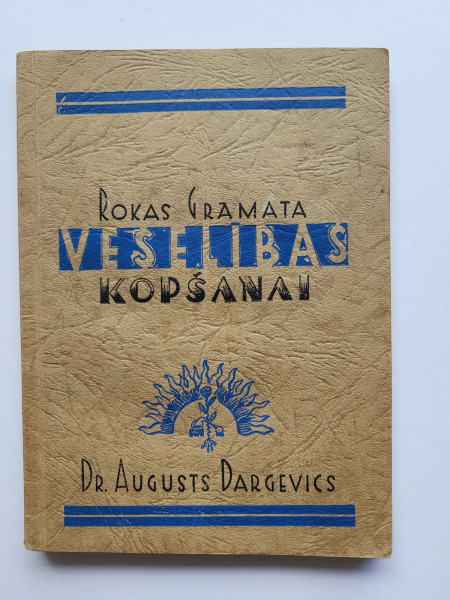 ROKAS GRĀMATA
VESELĪBAS
KOPŠANAI
DR. AUGUSTS DARGEVICS